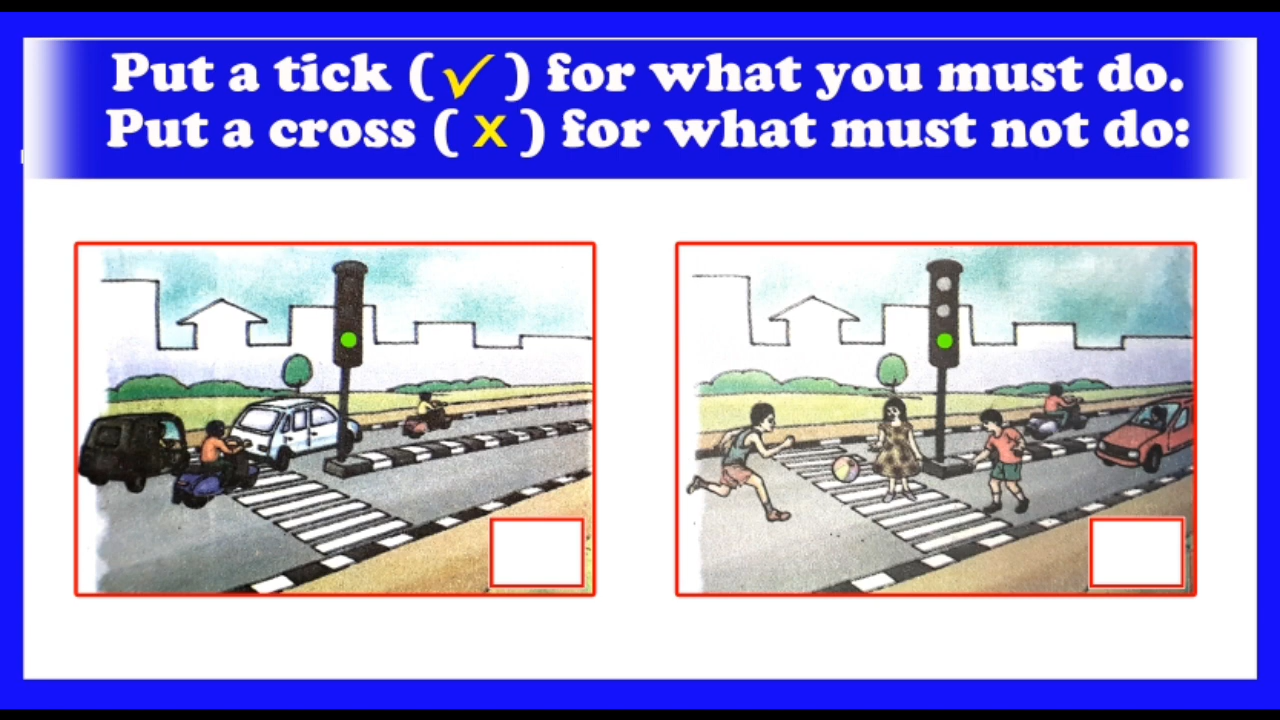 Put a tick ( ✓ ) for what you must do.
Put a cross ( x ) for what must not do: